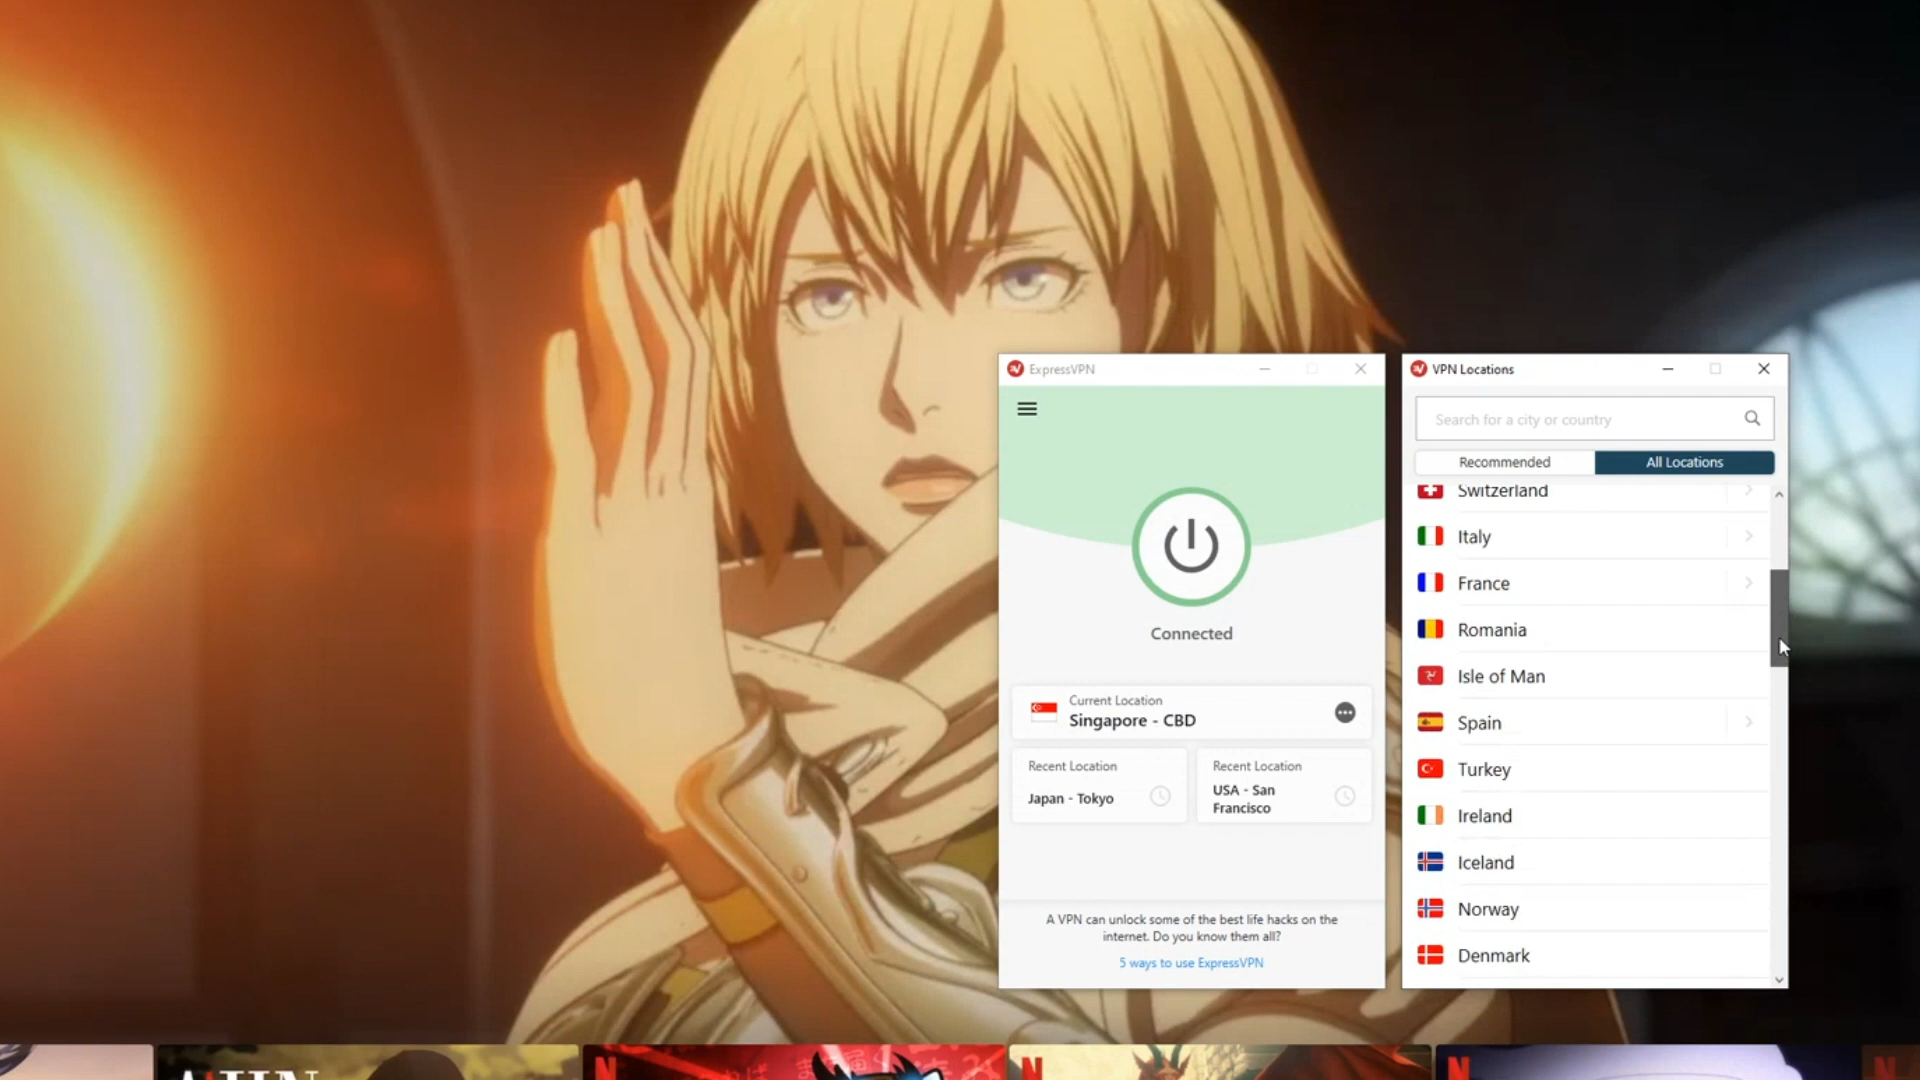 ExpressVPN
Connected
Current Location
Singapore - CBD
Recent Location
Japan - Tokyo
Recent Location
USA - San
Francisco
A VPN can unlock some of the best life hacks on the
internet. Do you know them all?
5 ways to use ExpressVPN
VPN Locations
Search for a city or country
Recommended
All Locations
Switzerland
Italy
France
Romania
Isle of Man
Spain
Turkey
Ireland
Iceland
Norway
Denmark
N
N
N
N